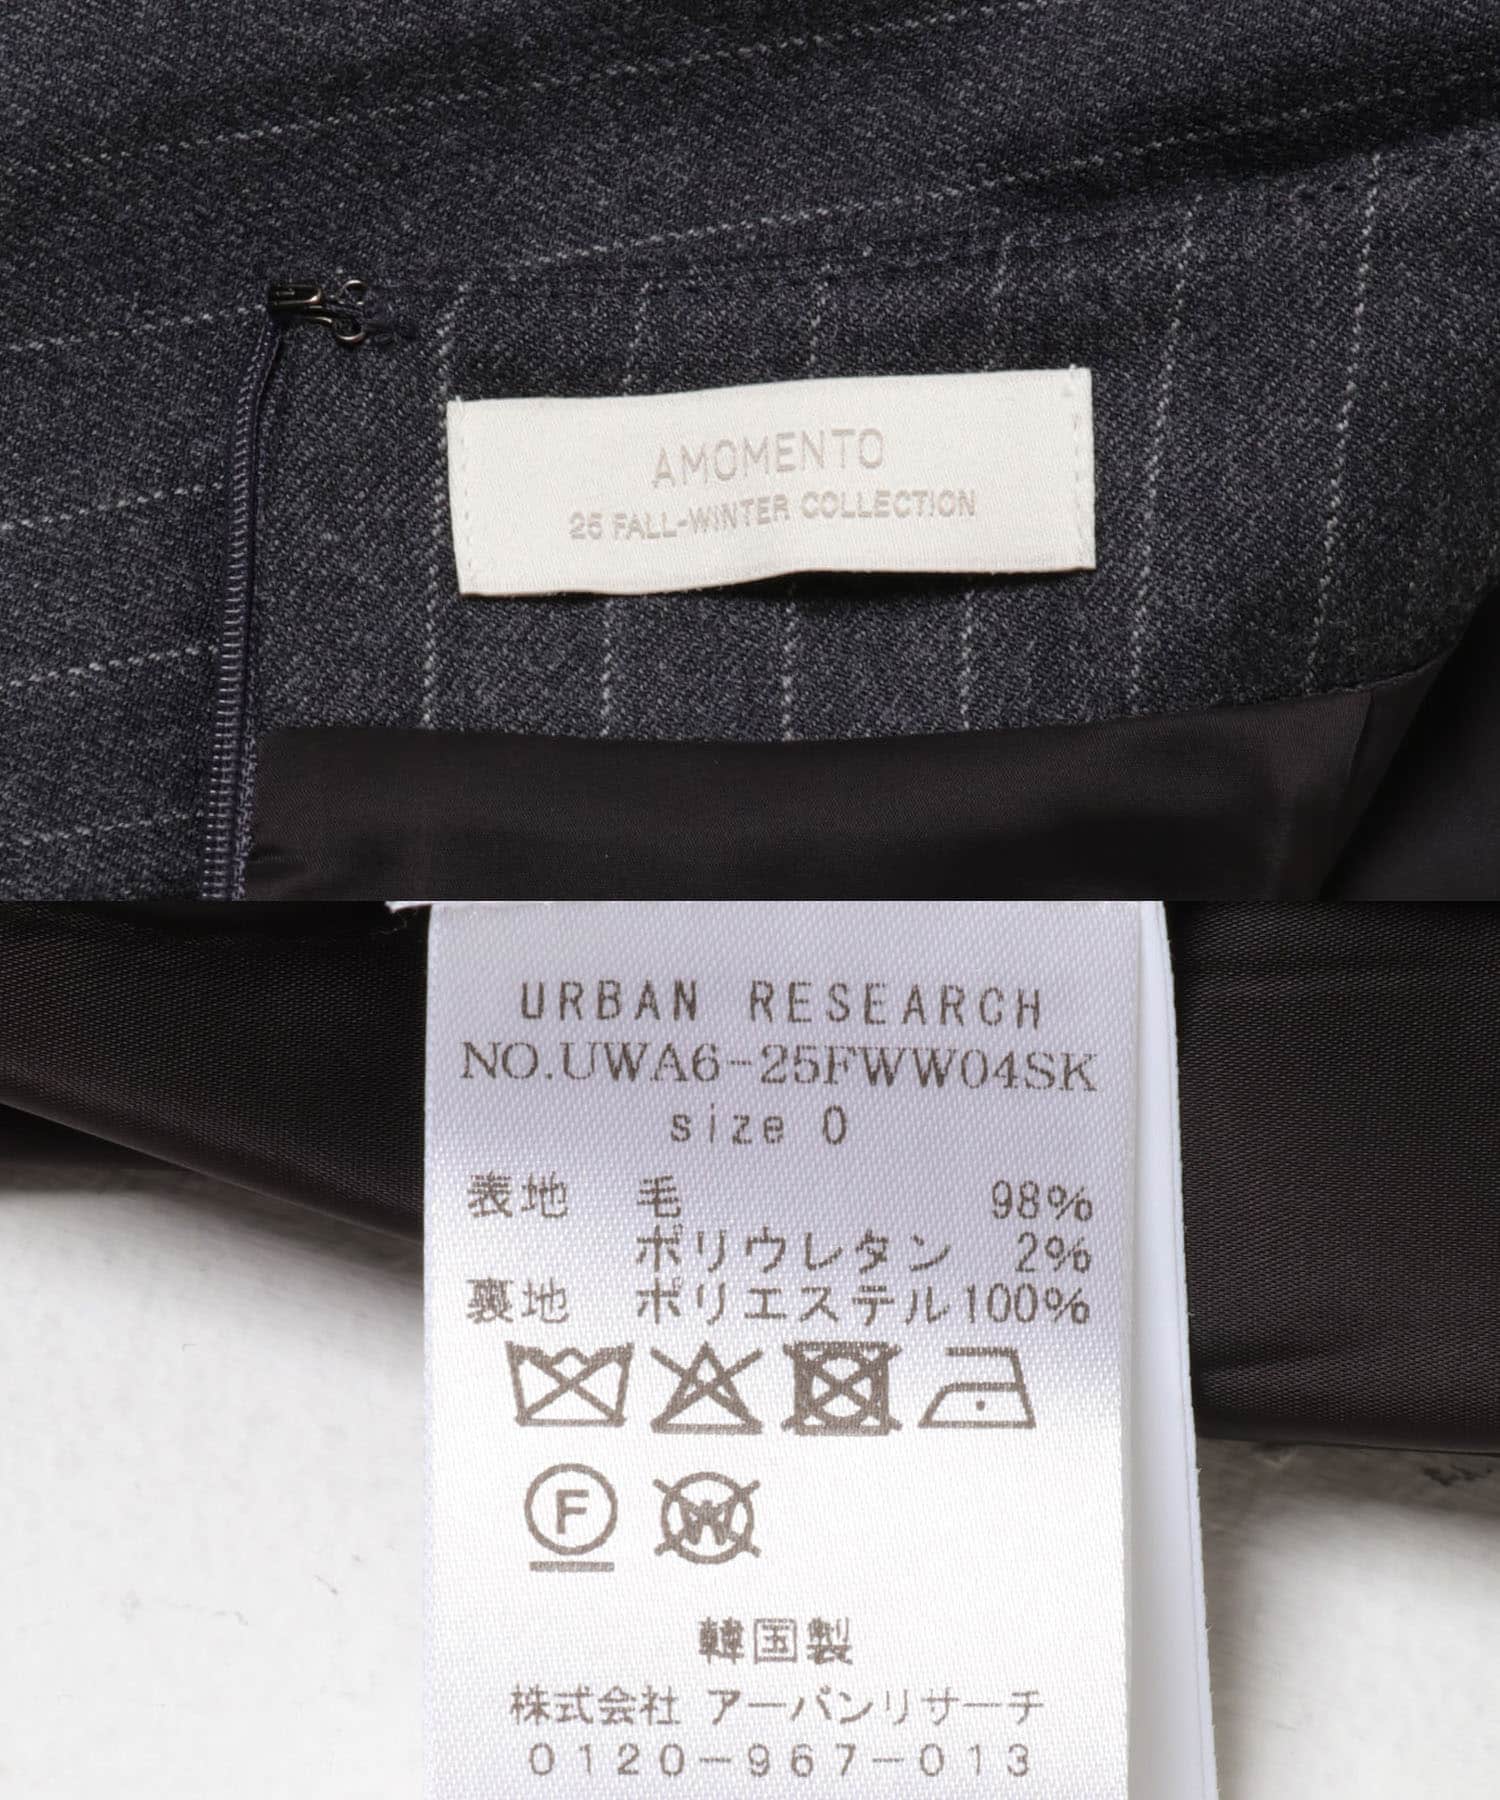 AMOMENTO
25 FALL-WINTER COLLECTION
URBAN RESEARCH
NO.UWA6-25FWW04SK
size 0
表地 毛 98%
ポリウレタン 2%
裏地 ポリエステル100%
F W
韓国製
株式会社 アーバンリサーチ
0120-967-013